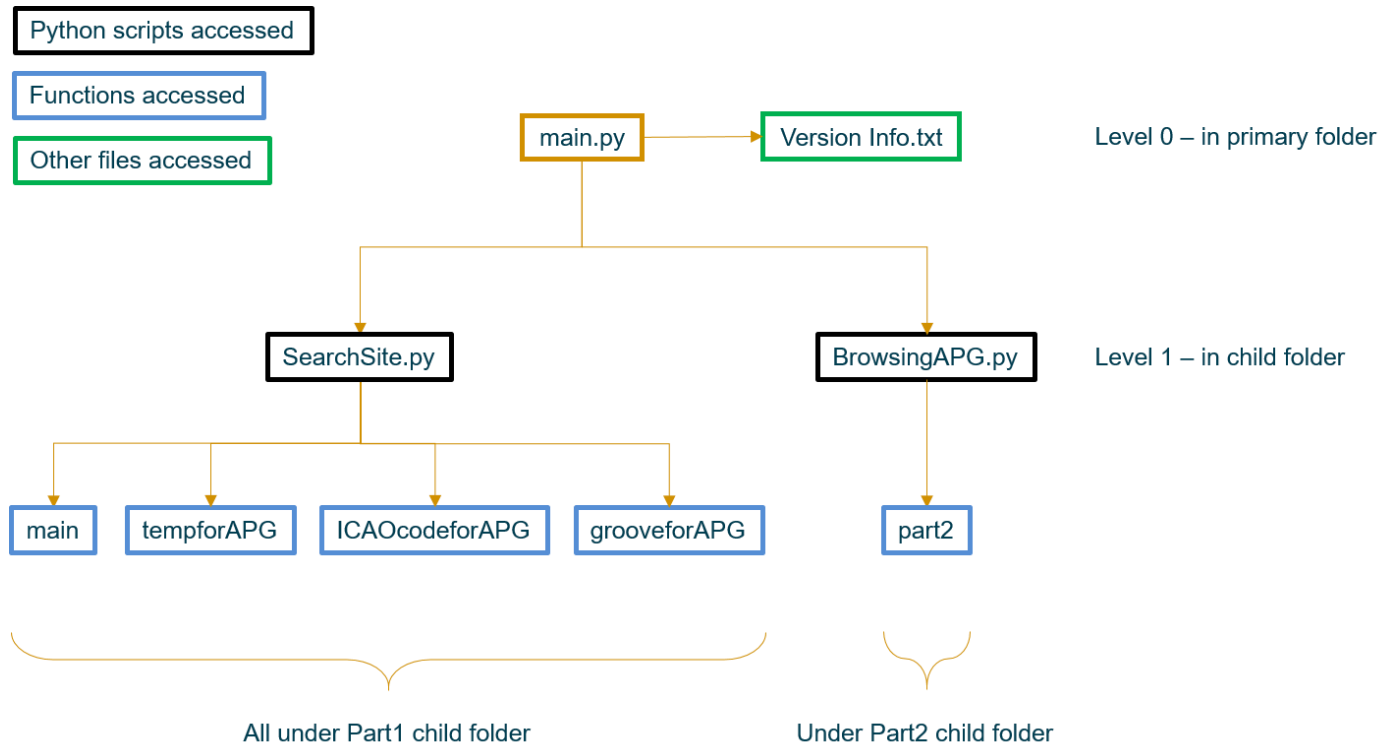 Python scripts accessed
Functions accessed
Other files accessed
main.py
Version Info.txt
Level 0 – in primary folder
SearchSite.py
BrowsingAPG.py
Level 1 – in child folder
main
tempforAPG
ICAOcodeforAPG
grooveforAPG
part2
All under Part1 child folder
Under Part2 child folder